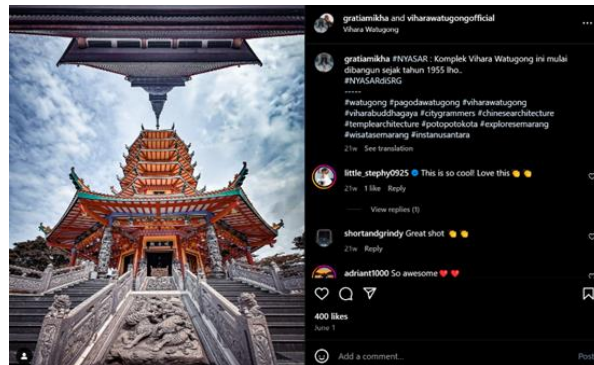 gratiamikha and viharawatugongofficial
Vihara Watugong
gratiamikha #NYASAR : Komplek Vihara Watugong ini mulai
dibangun sejak tahun 1955 lho..
#NYASARdiSRG
-----
#watugong #pagodawatugong #viharawatugong
#viharabuddhagaya #citygrammers #chinesearchitecture
#templearchitecture #potopotokota #exploresemarang
#wisatasemarang #instanusantara
21w See translation
little_stephy0925 This is so cool! Love this 👏 👏
21w 1 like Reply
View replies (1)
shortandgrindy Great shot 👏 👏
21w Reply
adriant1000 So awesome❤️ ❤️
400 likes
June 1
Add a comment...
Post